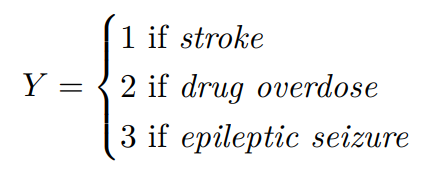 1 if stroke
Y = 2 if drug overdose
3 if epileptic seizure